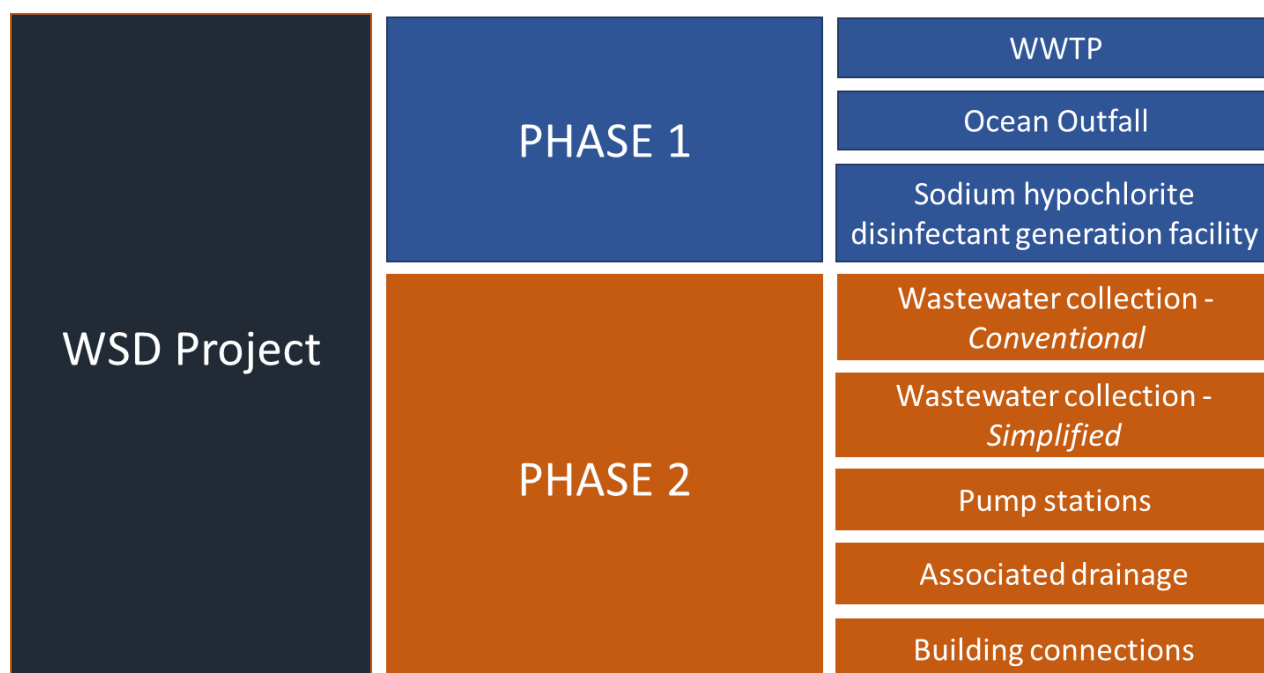 WSD Project
PHASE 1
WWTP
Ocean Outfall
Sodium hypochlorite
disinfectant generation facility
PHASE 2
Wastewater collection -
Conventional
Wastewater collection -
Simplified
Pump stations
Associated drainage
Building connections